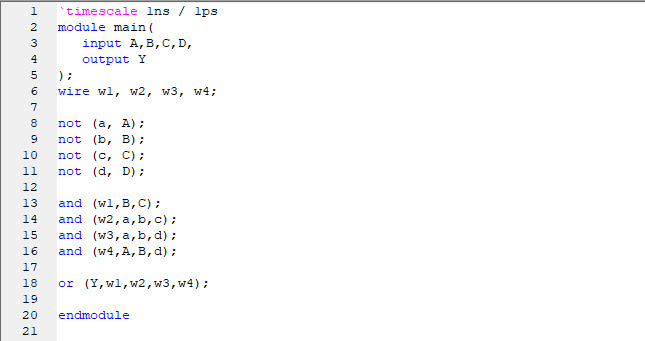 1 `timescale 1ns / 1ps
2 module main(
3 input A,B,C,D,
4 output Y
5 );
6 wire w1, w2, w3, w4;
7
8 not (a, A);
9 not (b, B);
10 not (c, C);
11 not (d, D);
12
13 and (w1,B,C);
14 and (w2,a,b,c);
15 and (w3,a,b,d);
16 and (w4,A,B,d);
17
18 or (Y,w1,w2,w3,w4);
19
20 endmodule
21